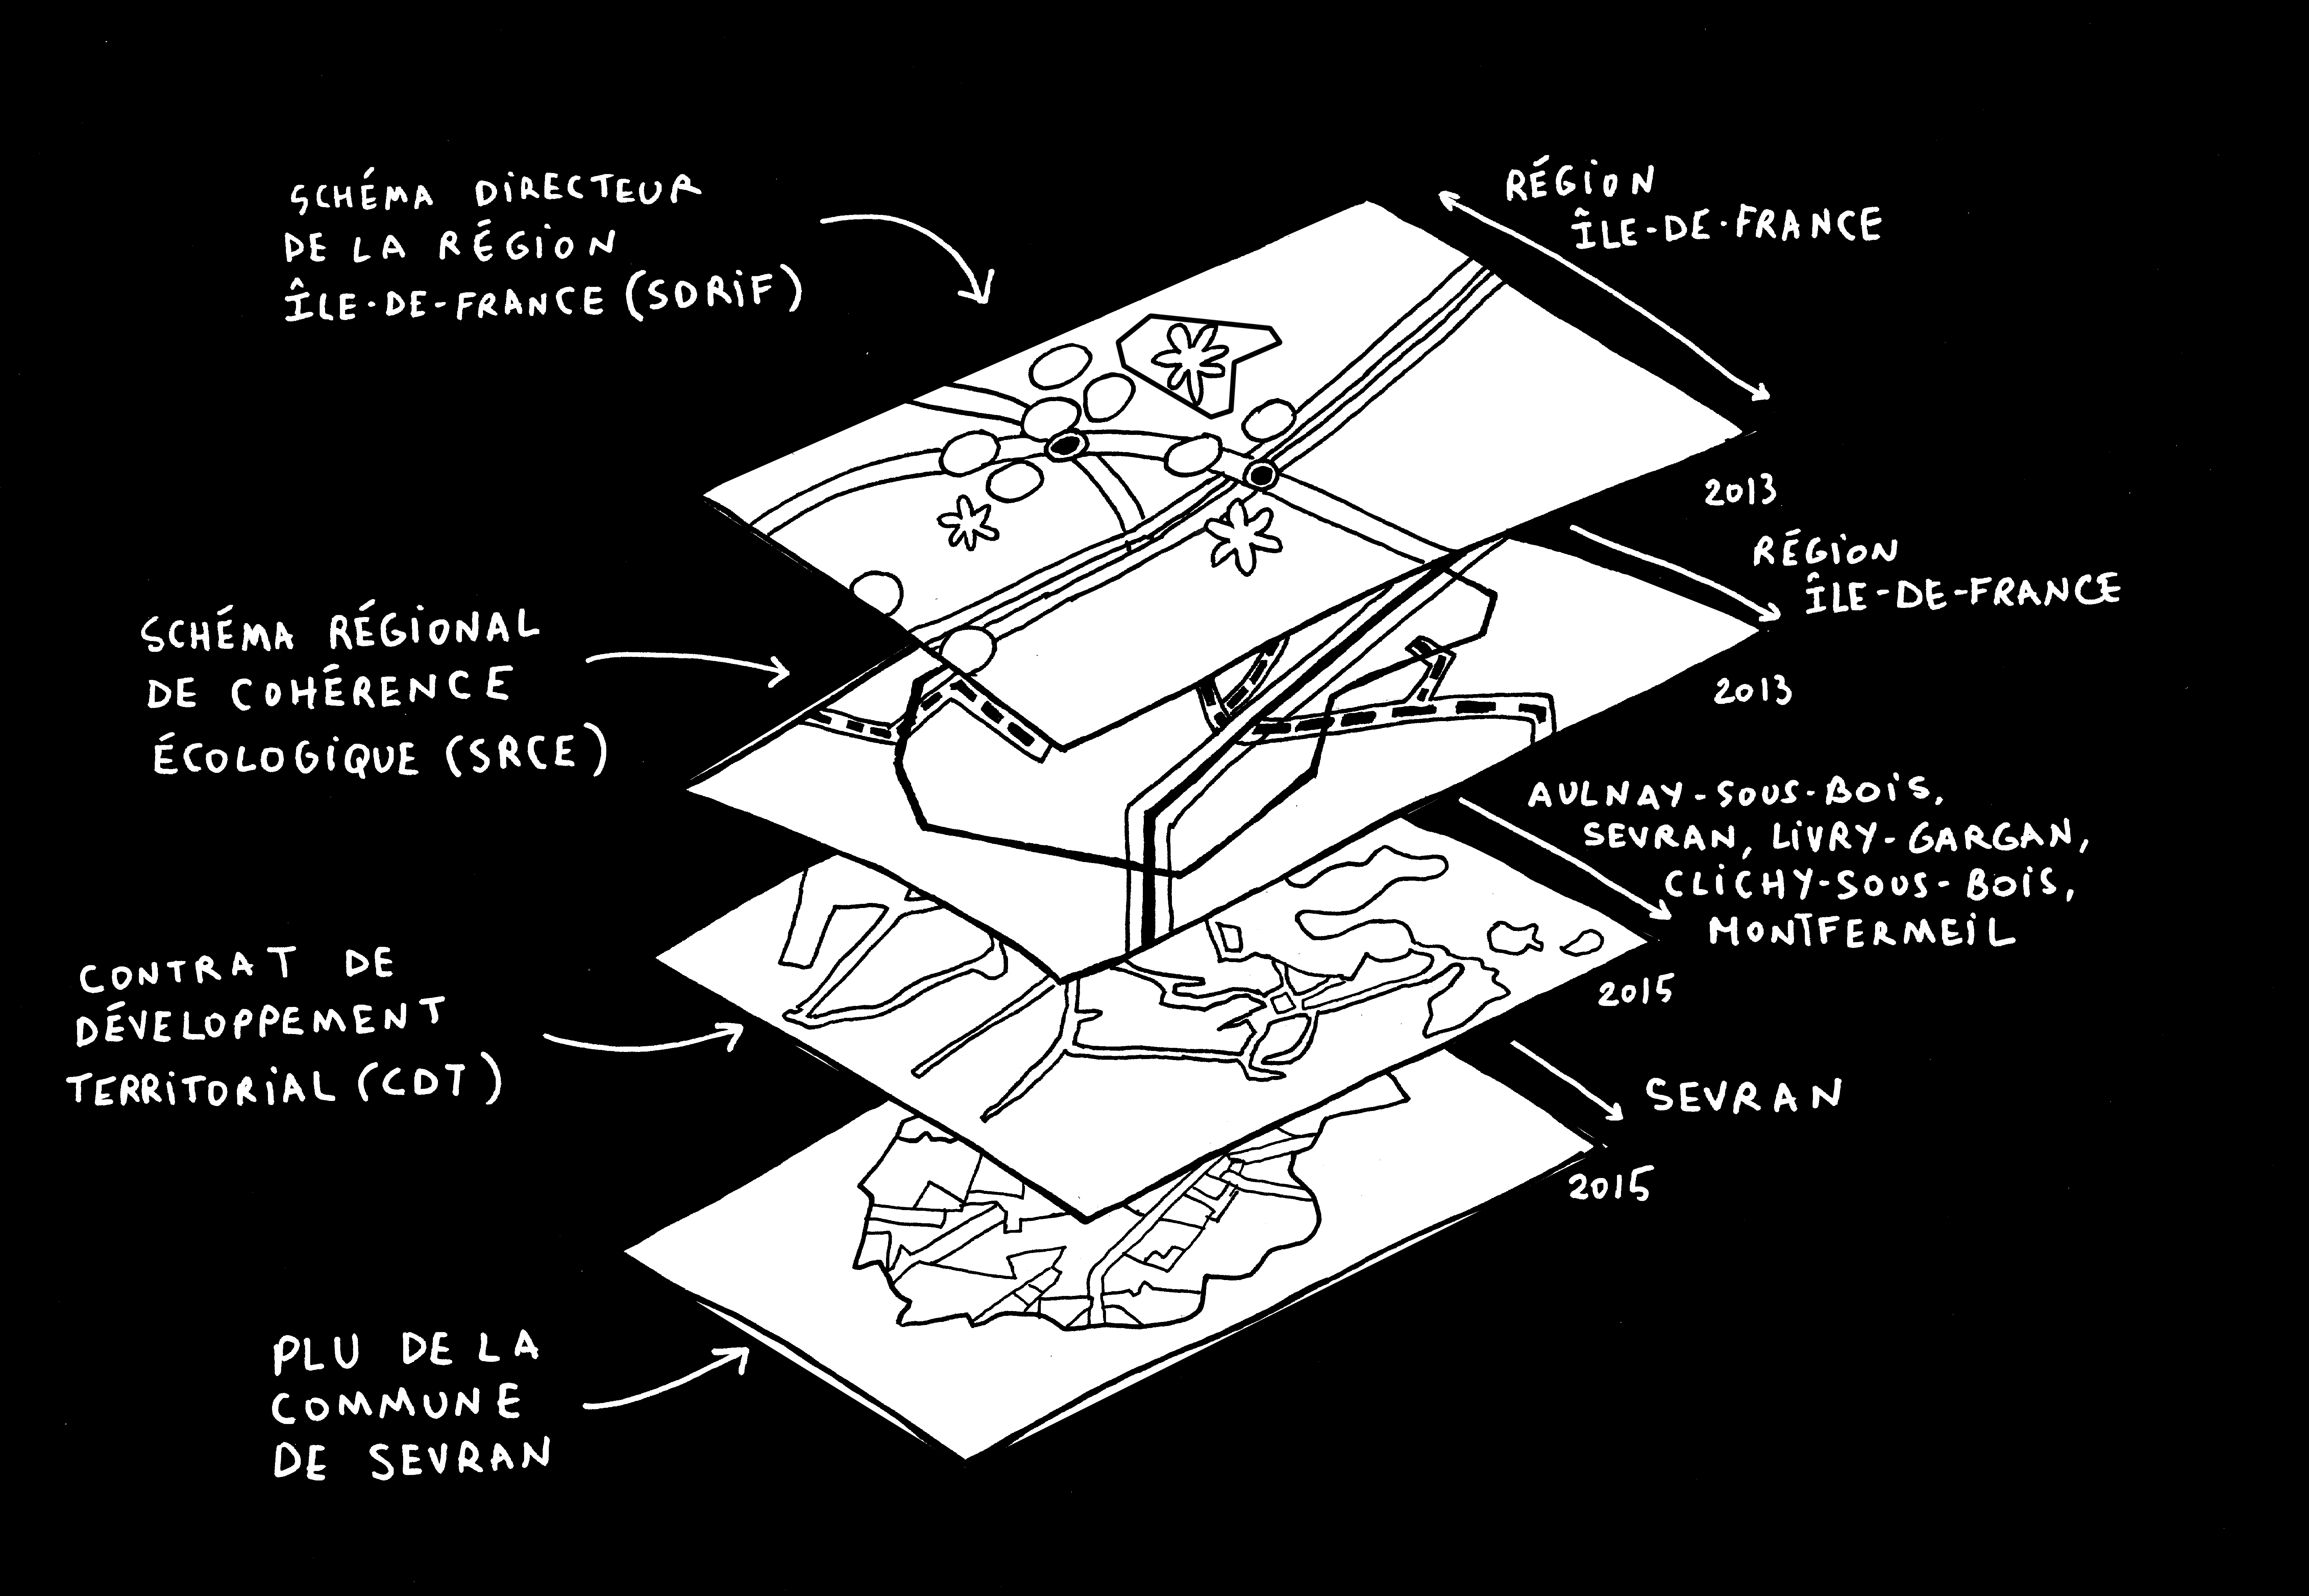 SCHÉMA DIRECTEUR
DE LA RÉGION
ÎLE-DE-FRANCE (SDRIF)
RÉGION
ÎLE-DE-FRANCE
2013
SCHÉMA RÉGIONAL
DE COHÉRENCE
ÉCOLOGIQUE (SRCE)
RÉGION
ÎLE-DE-FRANCE
2013
CONTRAT DE
DÉVELOPPEMENT
TERRITORIAL (CDT)
AULNAY-SOUS-BOIS,
SEVRAN, LIVRY-GARGAN,
CLICHY-SOUS-BOIS,
MONTFERMEIL
2015
PLU DE LA
COMMUNE
DE SEVRAN
SEVRAN
2015